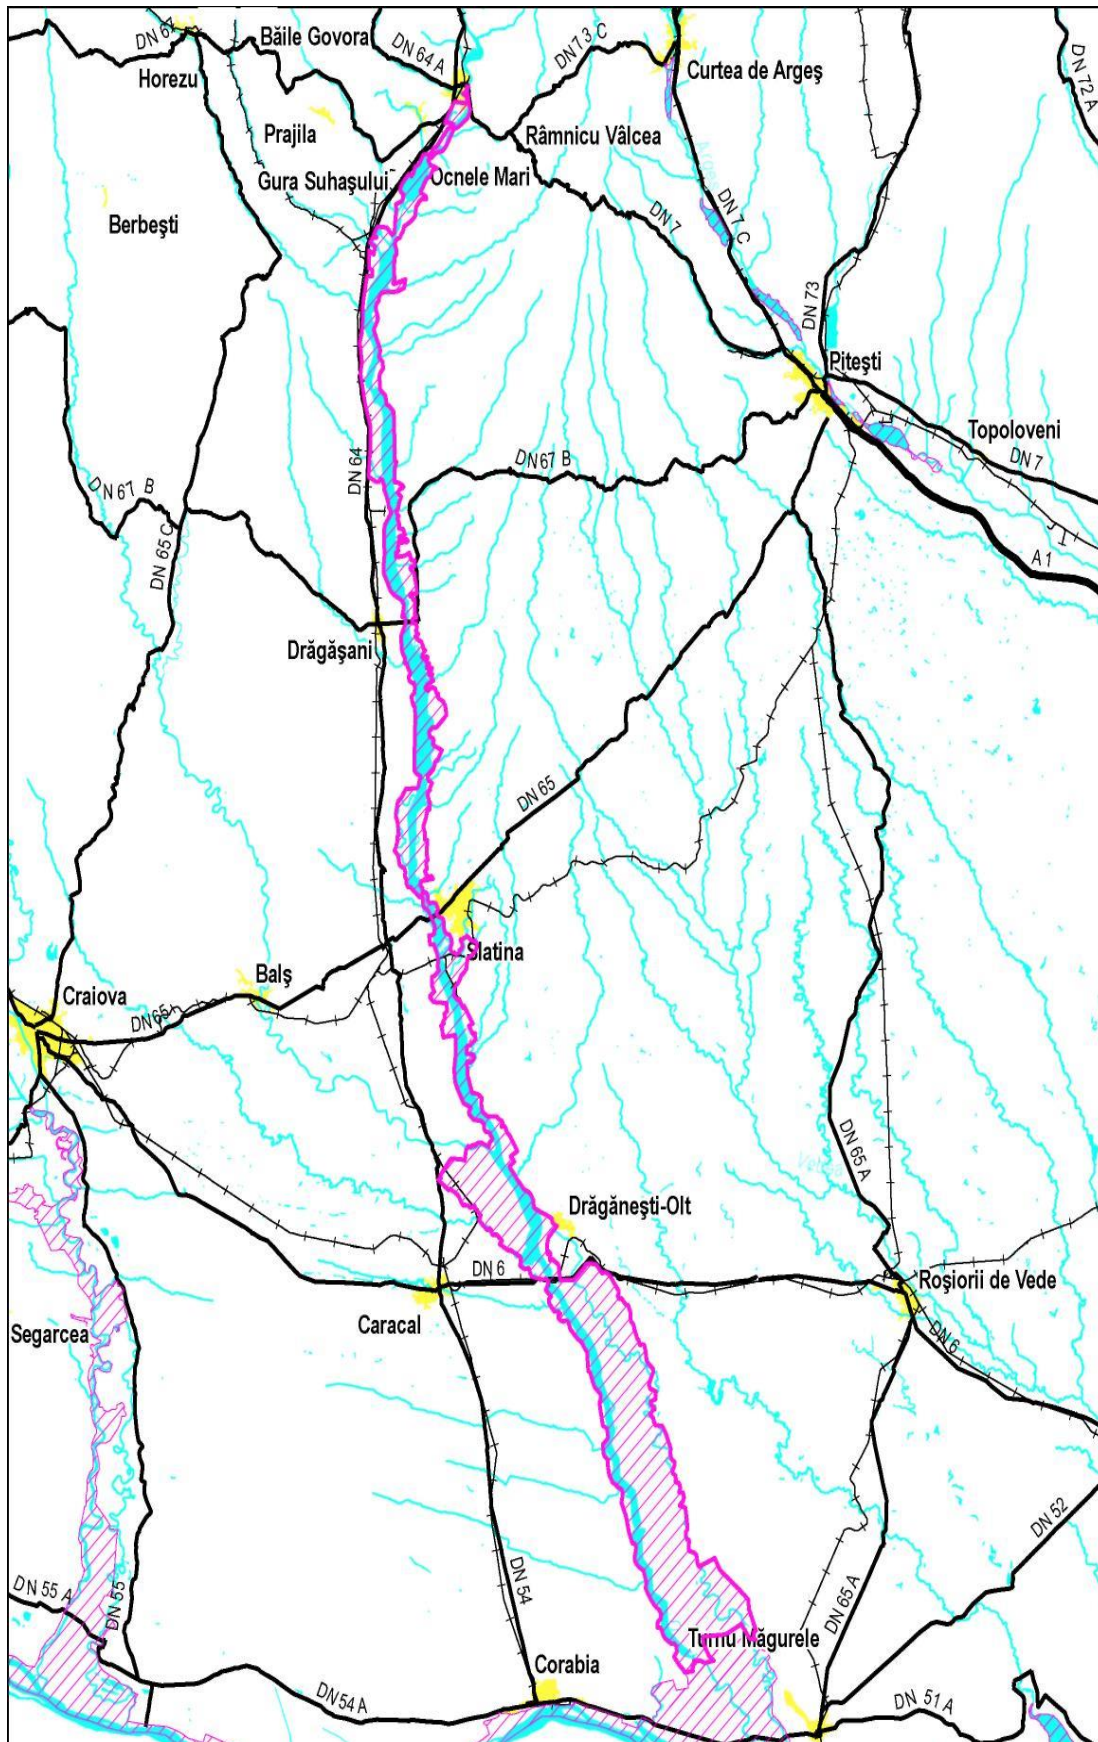 DN 67
Băile Govora
DN 64 A
DN 7.3 C
Curtea de Argeş
DN 72 A
Horezu
Prajila
Râmnicu Vâlcea
Gura Suhaşului
Ocnele Mari
Berbeşti
DN 7
DN 7 C
DN 73
Piteşti
Topoloveni
DN 7
DN 67 B
DN 64
DN 67 B
DN 65 C
A 1
Drăgăşani
DN 65
Slatina
Balş
Craiova
DN 65
DN 65 A
Drăgăneşti-Olt
DN 6
Roşiorii de Vede
Segarcea
Caracal
DN 6
DN 52
DN 55 A
DN 55
DN 54
DN 65 A
Turnu Măgurele
Corabia
DN 54 A
DN 51 A